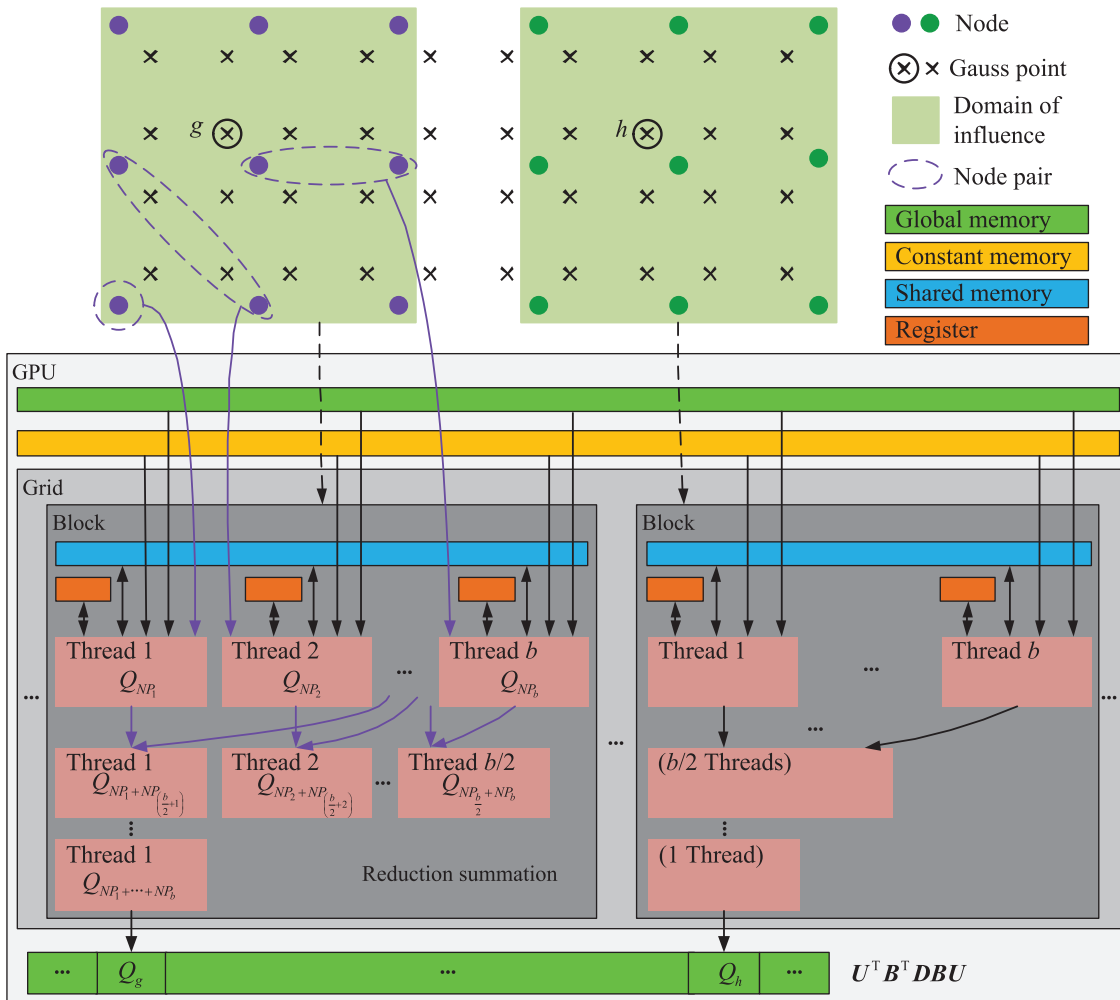 Node
Gauss point
g
h
Domain of
influence
Node pair
Global memory
Constant memory
Shared memory
Register
GPU
Grid
Block
Block
Thread 1
Q_{NP_1}
Thread 2
Q_{NP_2}
...
Thread b
Q_{NP_b}
Thread 1
...
Thread b
...
...
...
...
Thread 1
Q_{NP_1+NP_{(\frac{b}{2}+1)}}
Thread 2
Q_{NP_2+NP_{(\frac{b}{2}+2)}}
...
Thread b/2
Q_{NP_{\frac{b}{2}}+NP_b}
(b/2 Threads)
...
...
Thread 1
Q_{NP_1+...+NP_b}
Reduction summation
(1 Thread)
... Q_g ... Q_h ... U^T B^T DBU